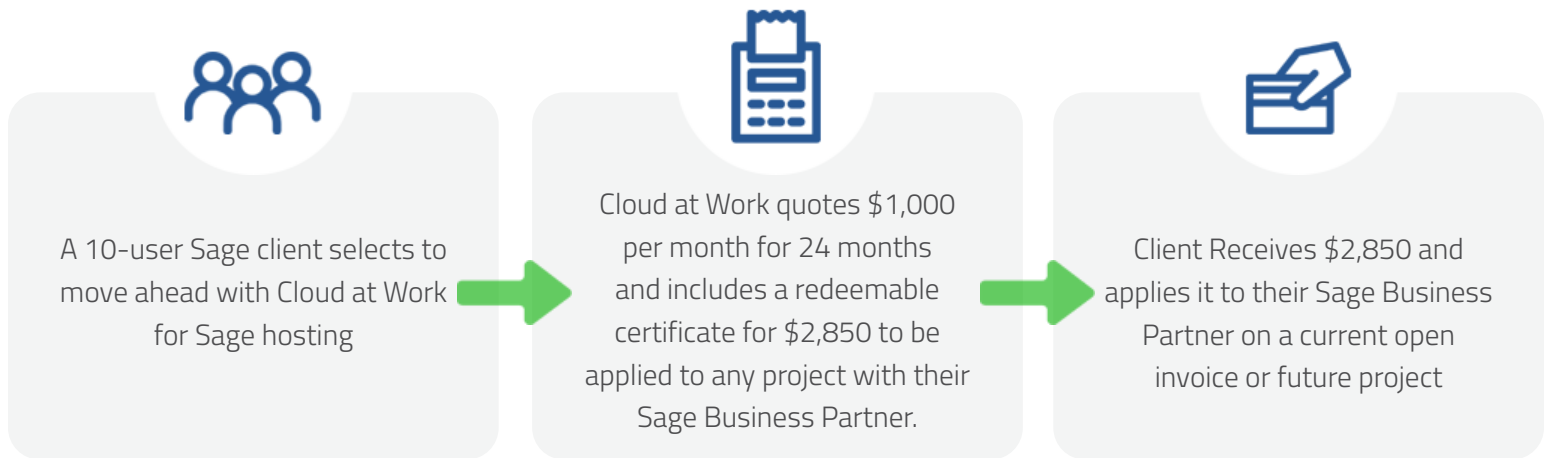 A 10-user Sage client selects to
move ahead with Cloud at Work
for Sage hosting
Cloud at Work quotes $1,000
per month for 24 months
and includes a redeemable
certificate for $2,850 to be
applied to any project with their
Sage Business Partner.
Client Receives $2,850 and
applies it to their Sage Business
Partner on a current open
invoice or future project